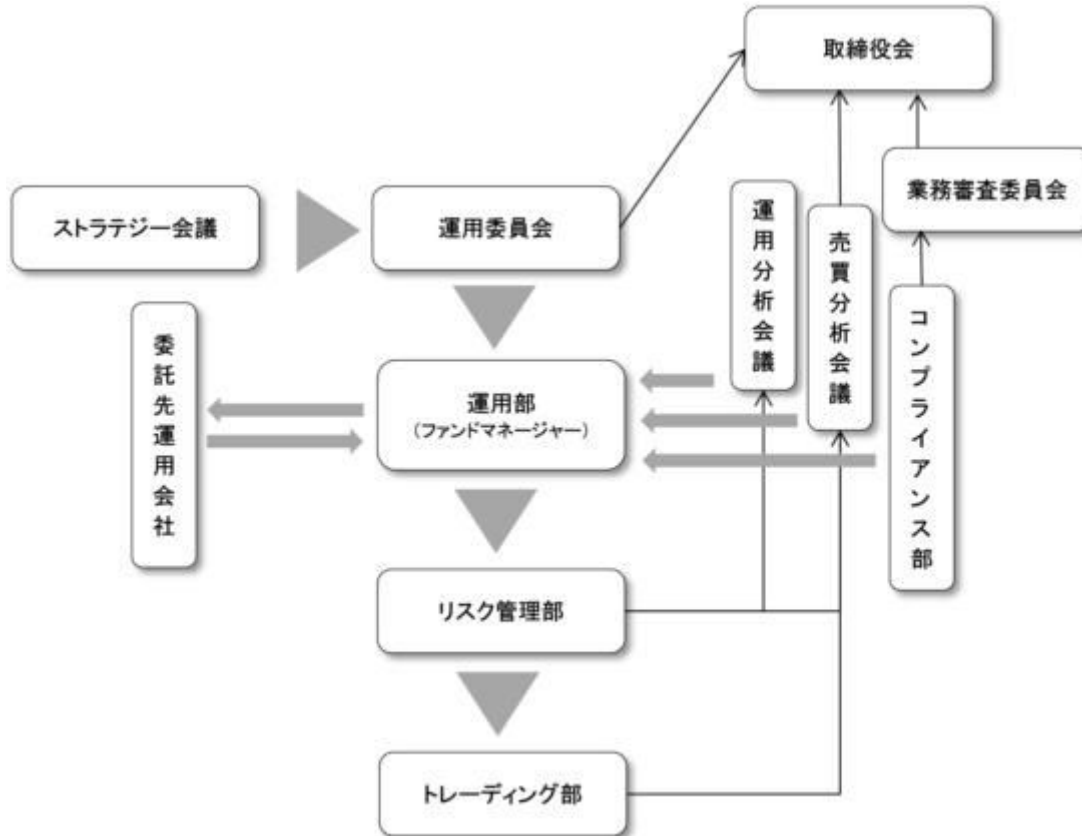 取締役会
業務審査委員会
ストラテジー会議
運用委員会
運用分析会議
売買分析会議
コンプライアンス部
委託先運用会社
運用部
(ファンドマネージャー)
リスク管理部
トレーディング部